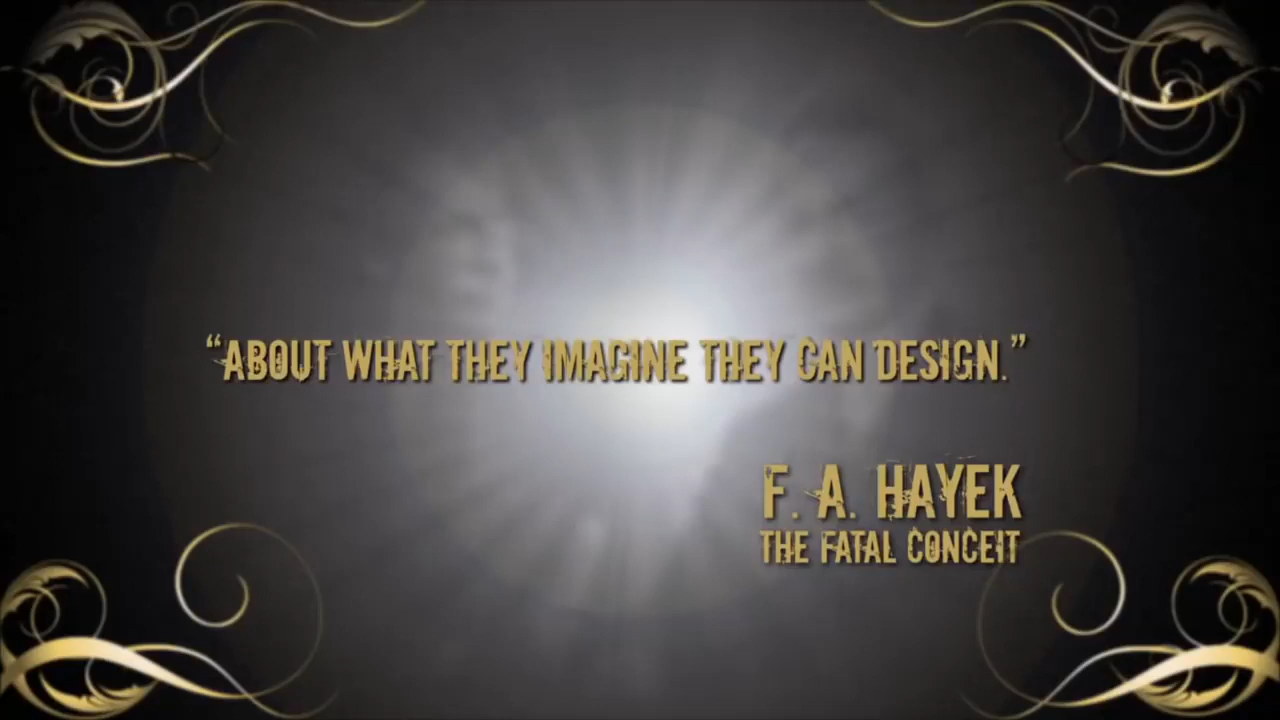 “ABOUT WHAT THEY IMAGINE THEY CAN DESIGN.”
F. A. HAYEK
THE FATAL CONCEIT